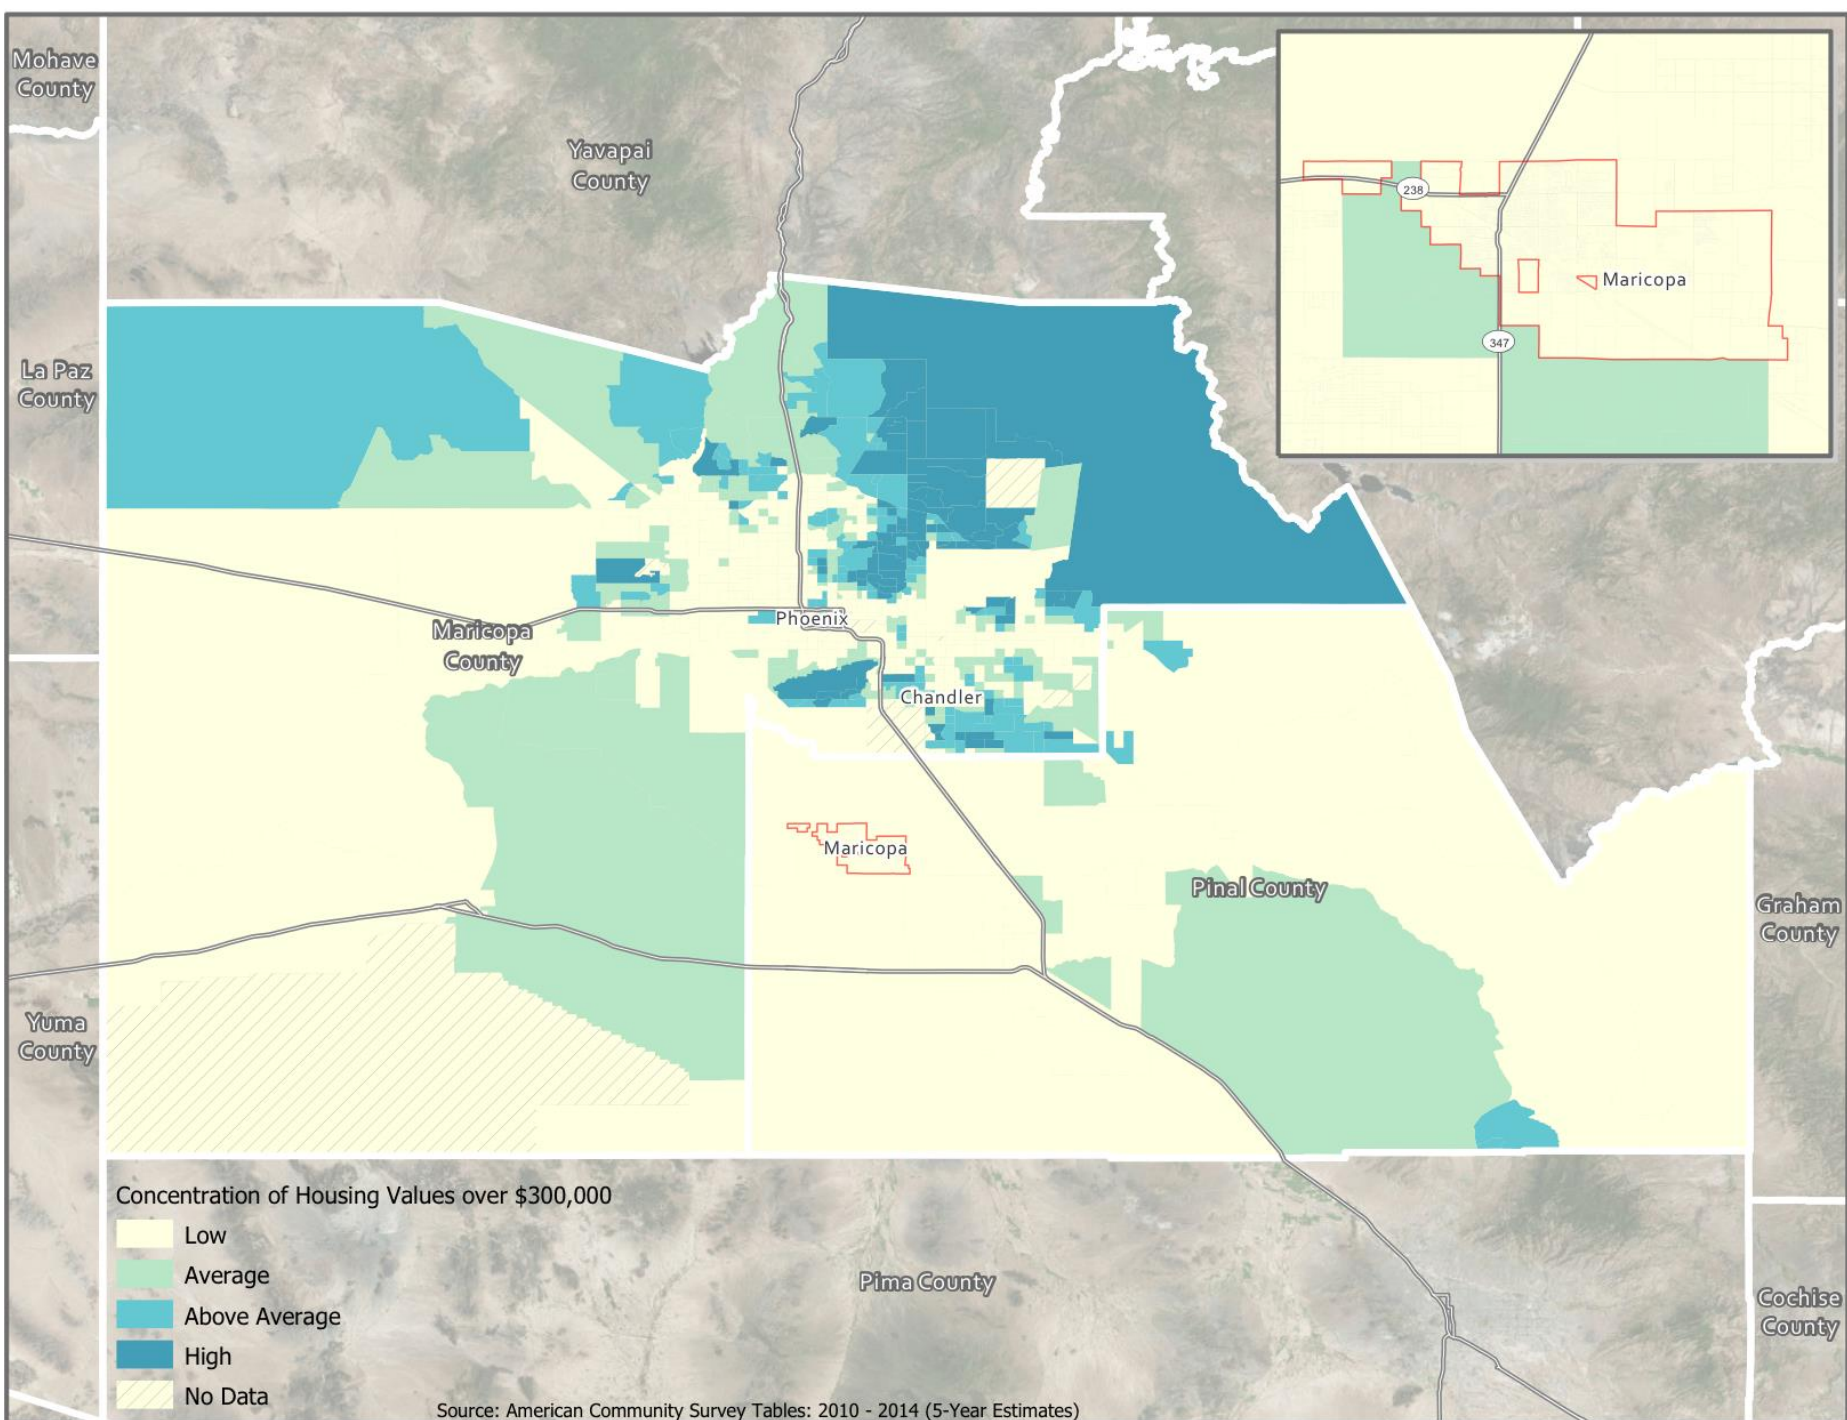 Mohave
County
Yavapai
County
238
Maricopa
347
La Paz
County
Phoenix
Maricopa
County
Chandler
Maricopa
Pinal County
Graham
County
Yuma
County
Concentration of Housing Values over $300,000
Low
Average
Above Average
High
No Data
Pima County
Cochise
County
Source: American Community Survey Tables: 2010 - 2014 (5-Year Estimates)